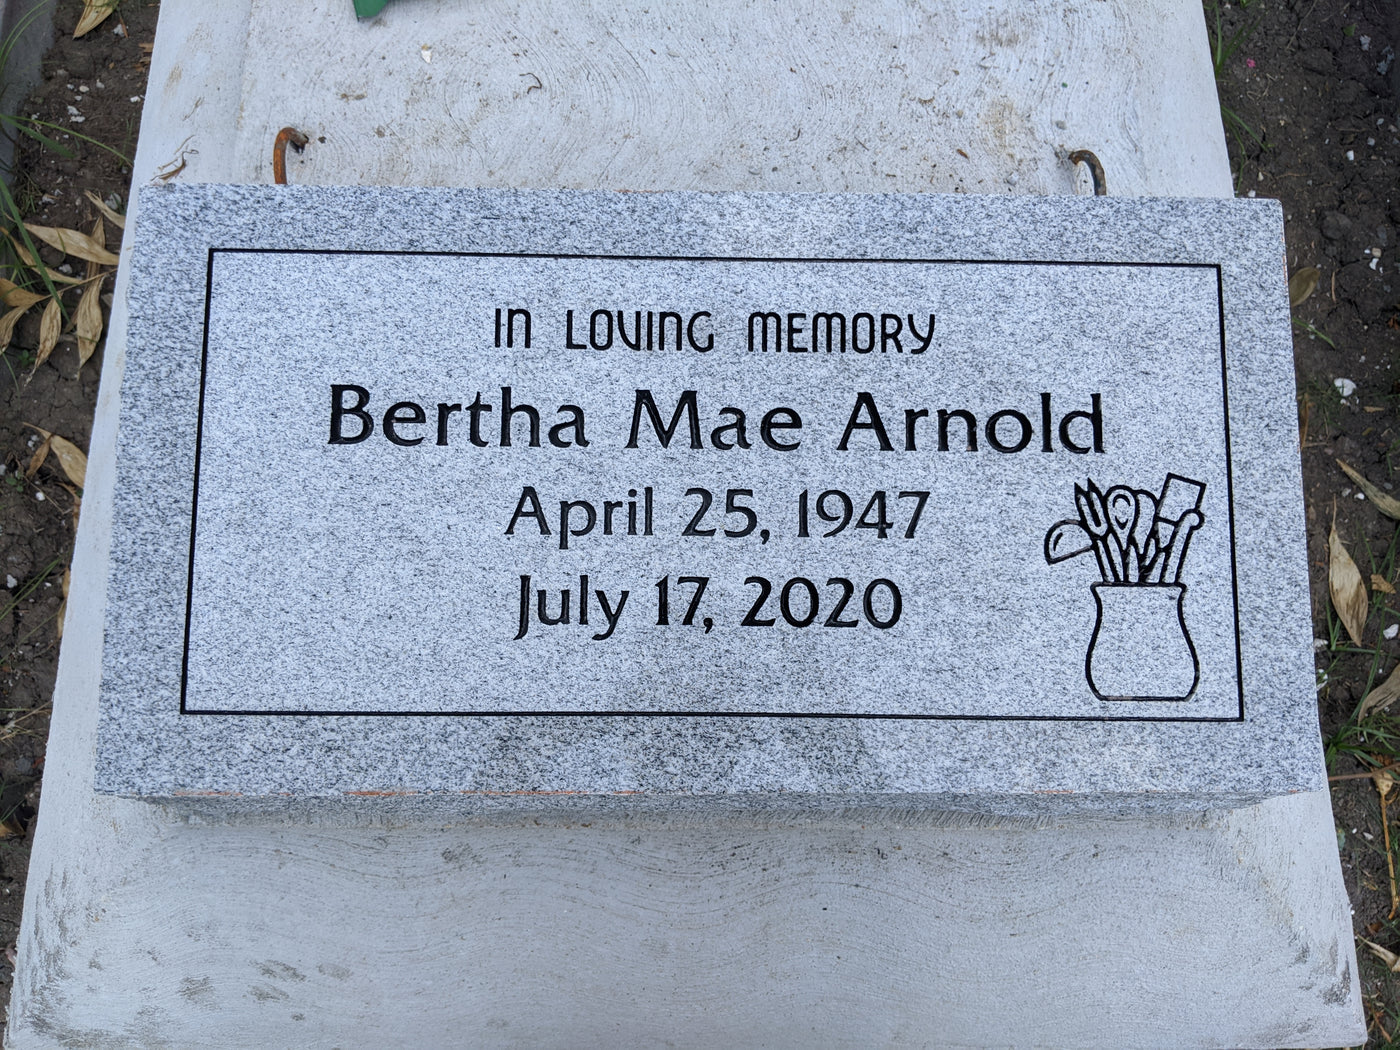 IN LOVING MEMORY
Bertha Mae Arnold
April 25, 1947
July 17, 2020